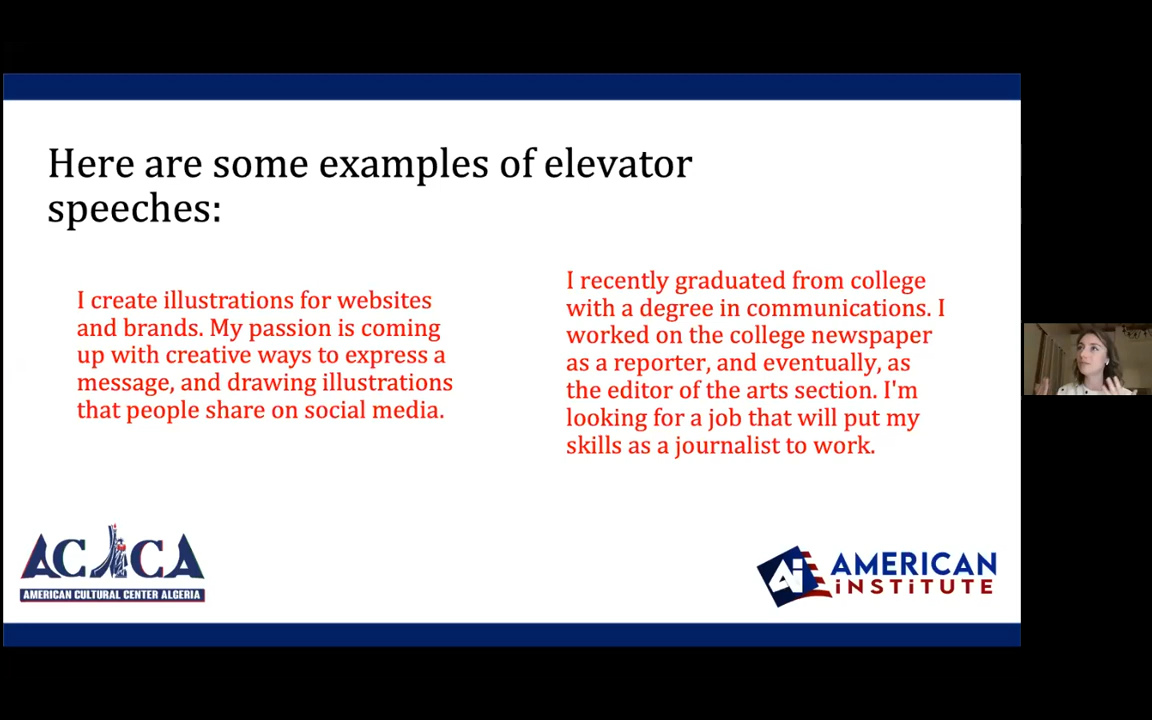 Here are some examples of elevator
speeches:
I create illustrations for websites
and brands. My passion is coming
up with creative ways to express a
message, and drawing illustrations
that people share on social media.
I recently graduated from college
with a degree in communications. I
worked on the college newspaper
as a reporter, and eventually, as
the editor of the arts section. I'm
looking for a job that will put my
skills as a journalist to work.
ACCA
AMERICAN CULTURAL CENTER ALGERIA
Ai AMERICAN
iNSTiTUTE